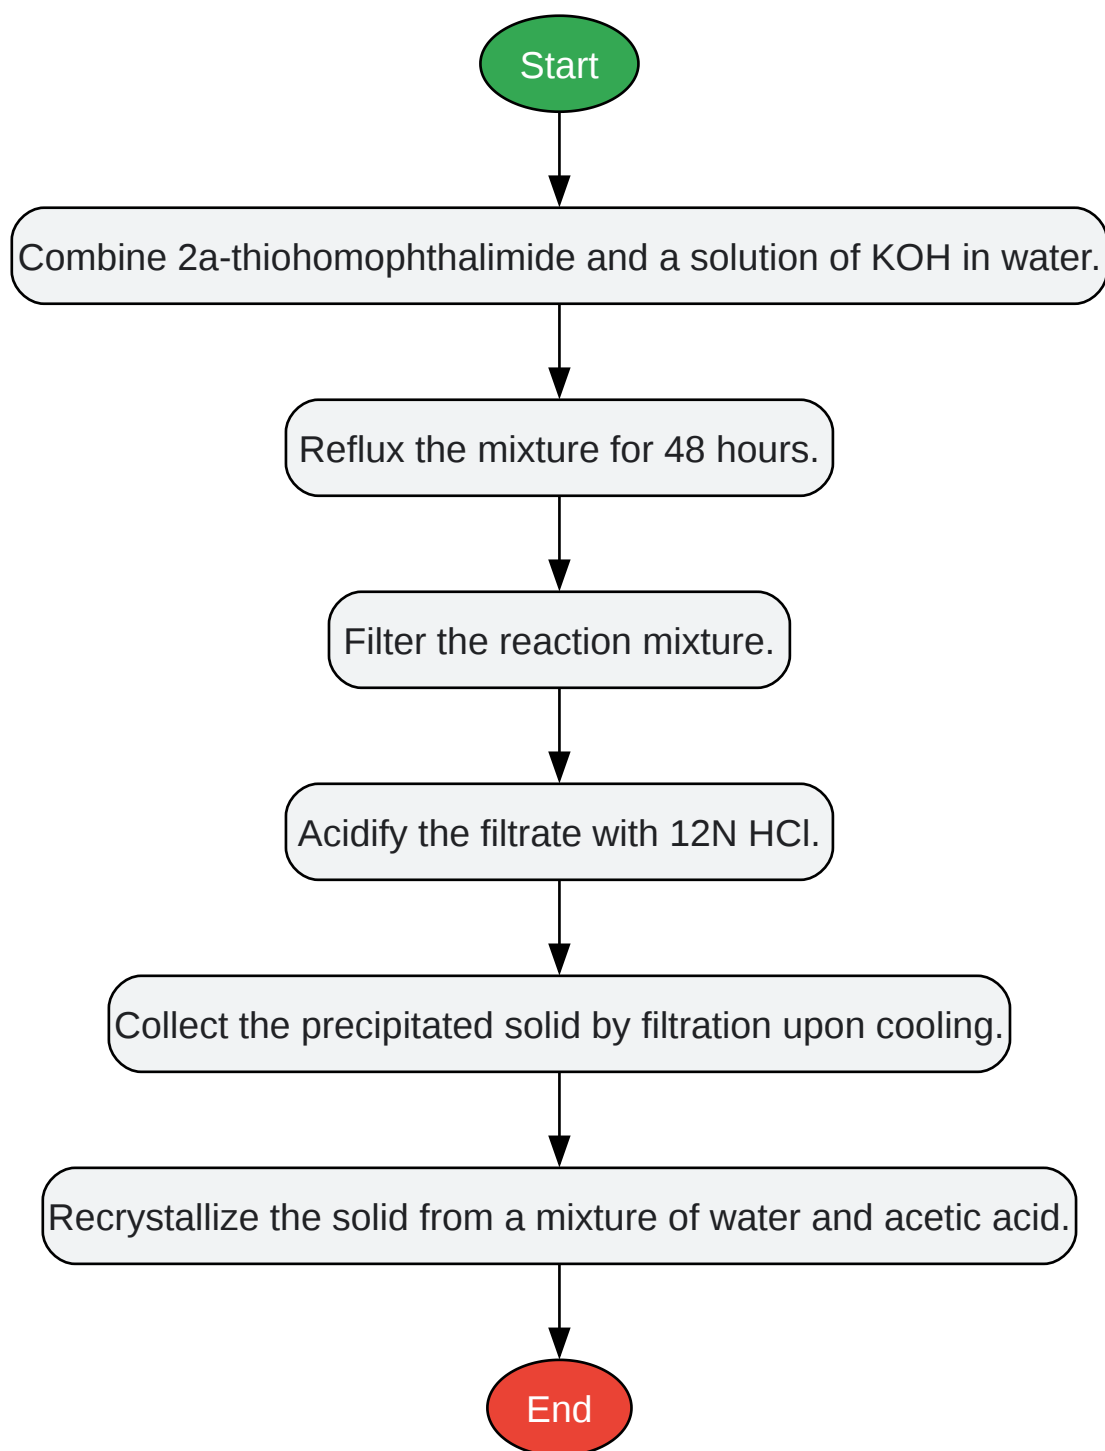 Start
Combine 2a-thiohomophthalimide and a solution of KOH in water.
Reflux the mixture for 48 hours.
Filter the reaction mixture.
Acidify the filtrate with 12N HCl.
Collect the precipitated solid by filtration upon cooling.
Recrystallize the solid from a mixture of water and acetic acid.
End